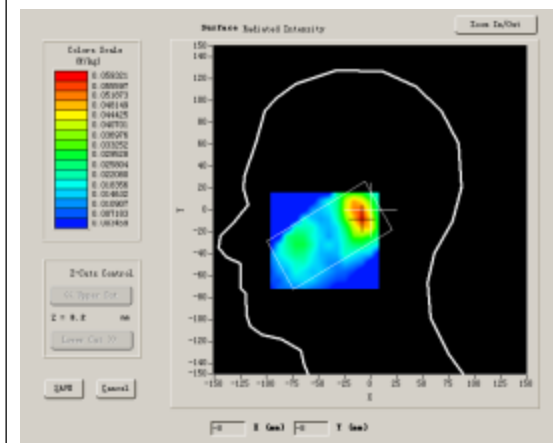 Surface Radiated Intensity
Zoom In/Out
Colors Scale
(W/kg)
0.059321
0.055597
0.051873
0.048149
0.044425
0.040701
0.036976
0.033252
0.029528
0.025804
0.022080
0.018356
0.014632
0.010907
0.007183
0.003459
150
140
120
100
80
60
40
20
0
-20
-40
-60
-80
-100
-120
-140
-150
Y
-150 -125 -100 -75 -50 -25 0 25 50 75 100 125 150
X
Z-Cuts Control
Upper Cut
Z = 0.2 mm
Lower Cut >>
SAVE
Cancel
X (mm)
Y (mm)